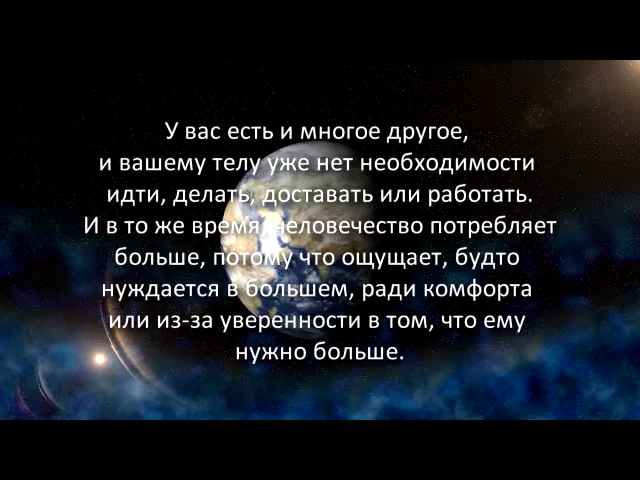 У вас есть и многое другое,
и вашему телу уже нет необходимости
идти, делать, доставать или работать.
И в то же время, человечество потребляет
больше, потому что ощущает, будто
нуждается в большем, ради комфорта
или из-за уверенности в том, что ему
нужно больше.